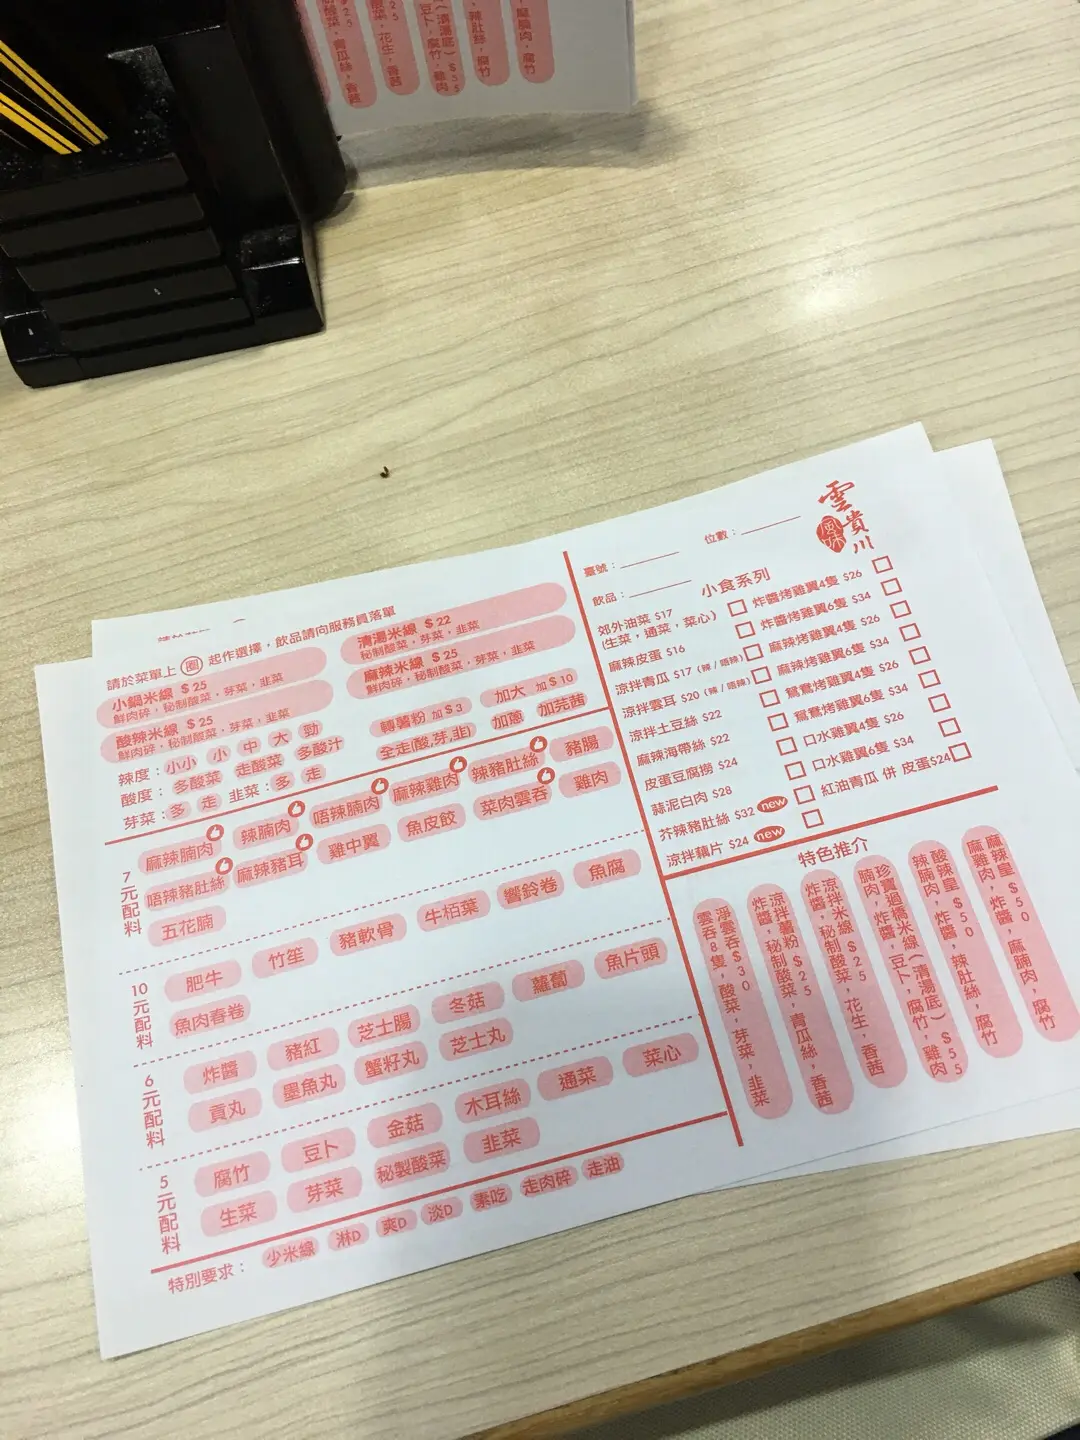 雲貴川
風味
請於菜單上 圈 起作選擇，飲品請向服務員落單
小鍋米線 $25
鮮肉碎，秘制酸菜，芽菜，韭菜
清湯米線 $22
秘制酸菜，芽菜，韭菜
酸辣米線 $25
鮮肉碎，秘制酸菜，芽菜，韭菜
麻辣米線 $25
鮮肉碎，秘制酸菜，芽菜，韭菜
辣度： 小小 小 中 大 勁
酸度： 多酸菜 走酸菜 多酸汁
芽菜： 多 走 韭菜： 多 走
轉薯粉 加$3 加大 加$10
全走(酸,芽,韭) 加蔥 加芫茜
7元配料
麻辣腩肉 辣腩肉 唔辣腩肉 麻辣雞肉 辣豬肚絲 豬腸
唔辣豬肚絲 麻辣豬耳 雞中翼 魚皮餃 菜肉雲吞 雞肉
五花腩
10元配料
肥牛 竹笙 豬軟骨 牛栢葉 響鈴卷 魚腐
魚肉春卷
6元配料
炸醬 豬紅 芝士腸 冬菇 蘿蔔 魚片頭
貢丸 墨魚丸 蟹籽丸 芝士丸
5元配料
腐竹 豆卜 金菇 木耳絲 通菜 菜心
生菜 芽菜 秘製酸菜 韭菜
特別要求： 少米線 淋D 爽D 淡D 素吃 走肉碎 走油
臺號：
位數：
飲品：
小食系列
郊外油菜 $17
(生菜，通菜，菜心)
麻辣皮蛋 $16
涼拌青瓜 $17 (辣 / 唔辣)
涼拌雲耳 $20 (辣 / 唔辣)
涼拌土豆絲 $22
麻辣海帶絲 $22
皮蛋豆腐撈 $24
蒜泥白肉 $28
芥辣豬肚絲 $32 new
涼拌藕片 $24 new
炸醬烤雞翼4隻 $26
炸醬烤雞翼6隻 $34
麻辣烤雞翼4隻 $26
麻辣烤雞翼6隻 $34
鴛鴦烤雞翼4隻 $26
鴛鴦烤雞翼6隻 $34
口水雞翼4隻 $26
口水雞翼6隻 $34
紅油青瓜 併 皮蛋$24
特色推介
麻辣皇 $50
麻雞肉，炸醬，麻腩肉，腐竹
酸辣皇 $50
辣腩肉，炸醬，辣肚絲，腐竹
珍寶過橋米線(清湯底) $55
腩肉，炸醬，豆卜，腐竹，雞肉
涼拌米線 $25
炸醬，秘制酸菜，花生，香茜
涼拌薯粉 $25
炸醬，秘制酸菜，青瓜絲，香茜
淨雲吞 $30
雲吞8隻，酸菜，芽菜，韭菜